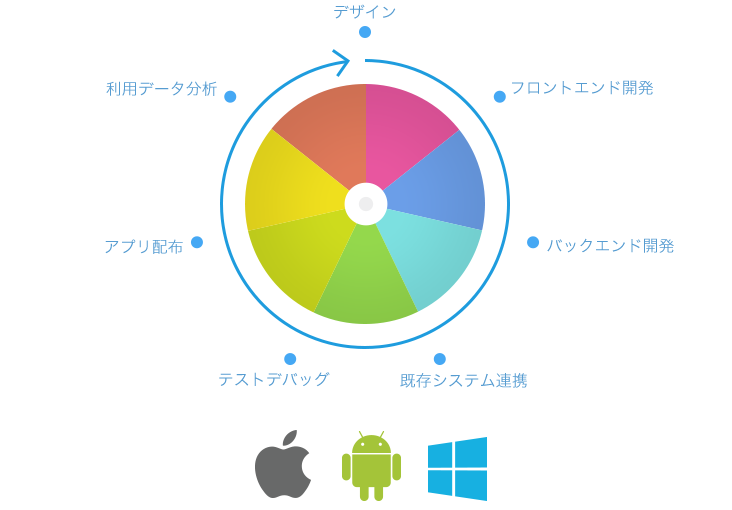 デザイン
利用データ分析
フロントエンド開発
アプリ配布
バックエンド開発
テストデバッグ
既存システム連携